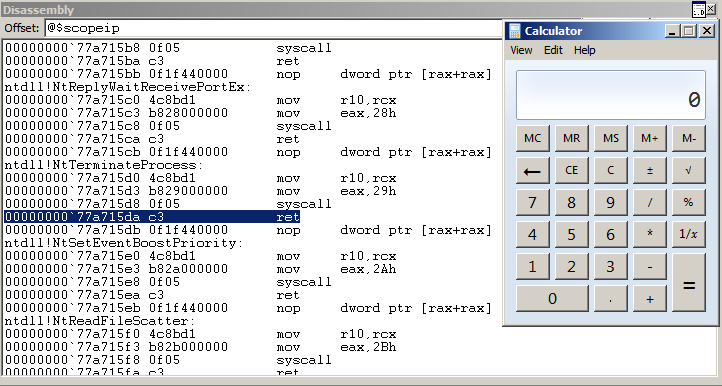 Disassembly
Offset: @$scopeip
00000000`77a715b8 0f05 syscall
00000000`77a715ba c3 ret
00000000`77a715bb 0f1f440000 nop dword ptr [rax+rax]
ntdll!NtReplyWaitReceivePortEx:
00000000`77a715c0 4c8bd1 mov r10,rcx
00000000`77a715c3 b828000000 mov eax,28h
00000000`77a715c8 0f05 syscall
00000000`77a715ca c3 ret
00000000`77a715cb 0f1f440000 nop dword ptr [rax+rax]
ntdll!NtTerminateProcess:
00000000`77a715d0 4c8bd1 mov r10,rcx
00000000`77a715d3 b829000000 mov eax,29h
00000000`77a715d8 0f05 syscall
00000000`77a715da c3 ret
00000000`77a715db 0f1f440000 nop dword ptr [rax+rax]
ntdll!NtSetEventBoostPriority:
00000000`77a715e0 4c8bd1 mov r10,rcx
00000000`77a715e3 b82a000000 mov eax,2Ah
00000000`77a715e8 0f05 syscall
00000000`77a715ea c3 ret
00000000`77a715eb 0f1f440000 nop dword ptr [rax+rax]
ntdll!NtReadFileScatter:
00000000`77a715f0 4c8bd1 mov r10,rcx
00000000`77a715f3 b82b000000 mov eax,2Bh
00000000`77a715f8 0f05 syscall
00000000`77a715fa c3 ret
Calculator
View Edit Help
0
MC MR MS M+ M-
← CE C ± √
7 8 9 / %
4 5 6 * 1/x
1 2 3 - =
0 . +